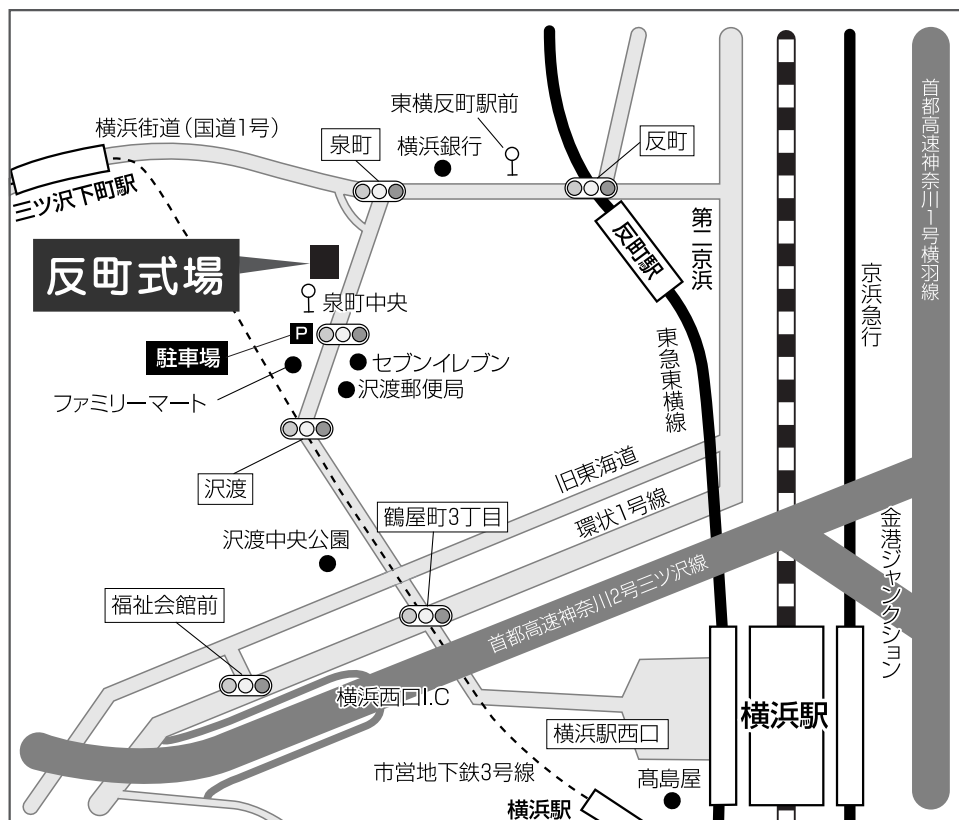 東横反町駅前
横浜街道(国道1号)
泉町
横浜銀行
反町
三ツ沢下町駅
首都高速神奈川1号横羽線
第二京浜
反町駅
反町式場
京浜急行
泉町中央
P
駐車場
セブンイレブン
沢渡郵便局
東急東横線
ファミリーマート
沢渡
旧東海道
環状1号線
鶴屋町3丁目
金港ジャンクション
沢渡中央公園
首都高速神奈川2号三ツ沢線
福祉会館前
横浜西口I.C
横浜駅
横浜駅西口
市営地下鉄3号線
髙島屋
横浜駅